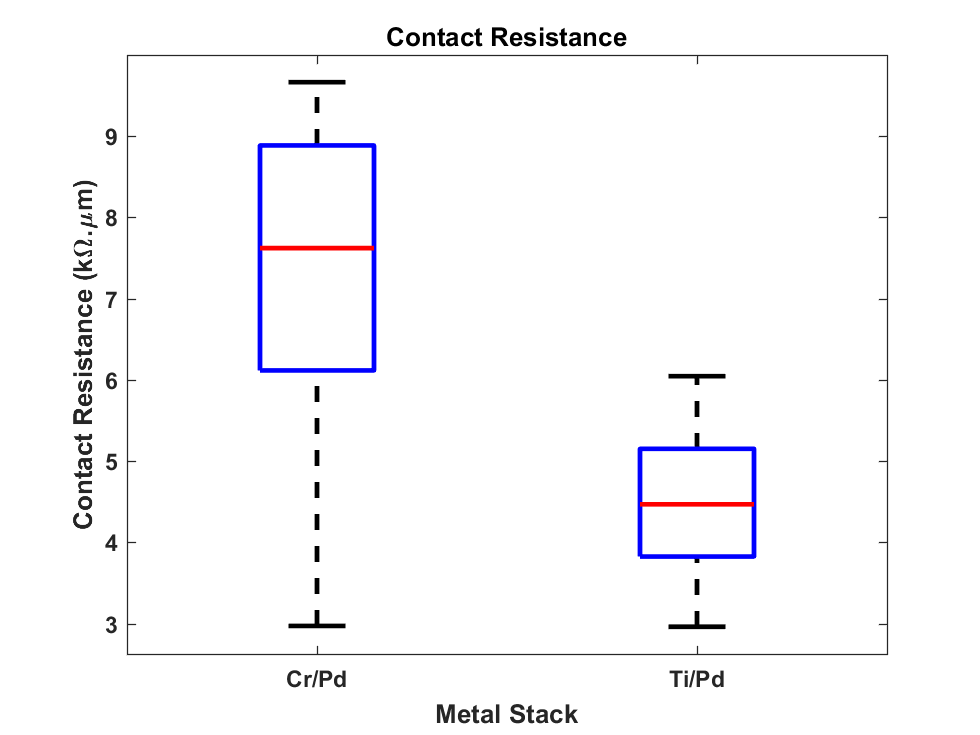 Contact Resistance
Contact Resistance (kΩ.μm)
9
8
7
6
5
4
3
Cr/Pd
Ti/Pd
Metal Stack